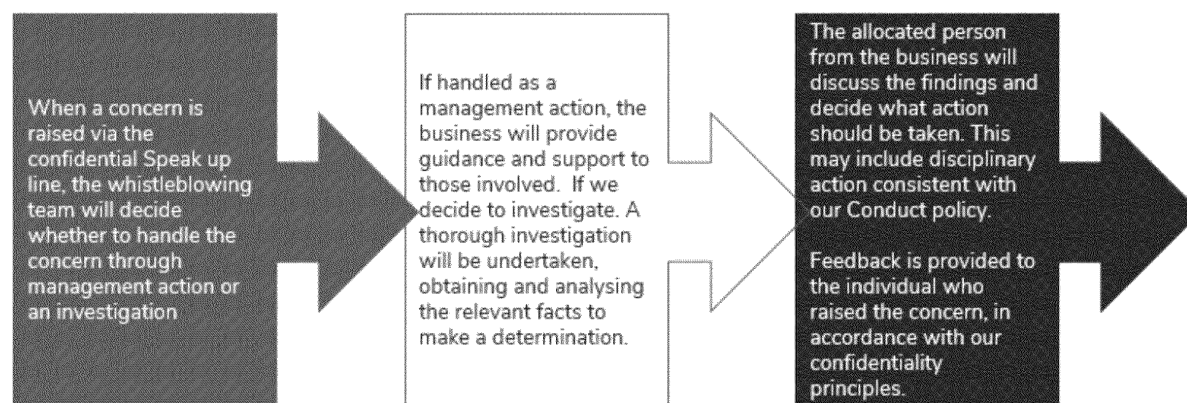 When a concern is
raised via the
confidential Speak up
line, the whistleblowing
team will decide
whether to handle the
concern through
management action or
an investigation
If handled as a
management action, the
business will provide
guidance and support to
those involved.  If we
decide to investigate. A
thorough investigation
will be undertaken,
obtaining and analysing
the relevant facts to
make a determination.
The allocated person
from the business will
discuss the findings and
decide what action
should be taken. This
may include disciplinary
action consistent with
our Conduct policy.
Feedback is provided to
the individual who
raised the concern, in
accordance with our
confidentiality
principles.